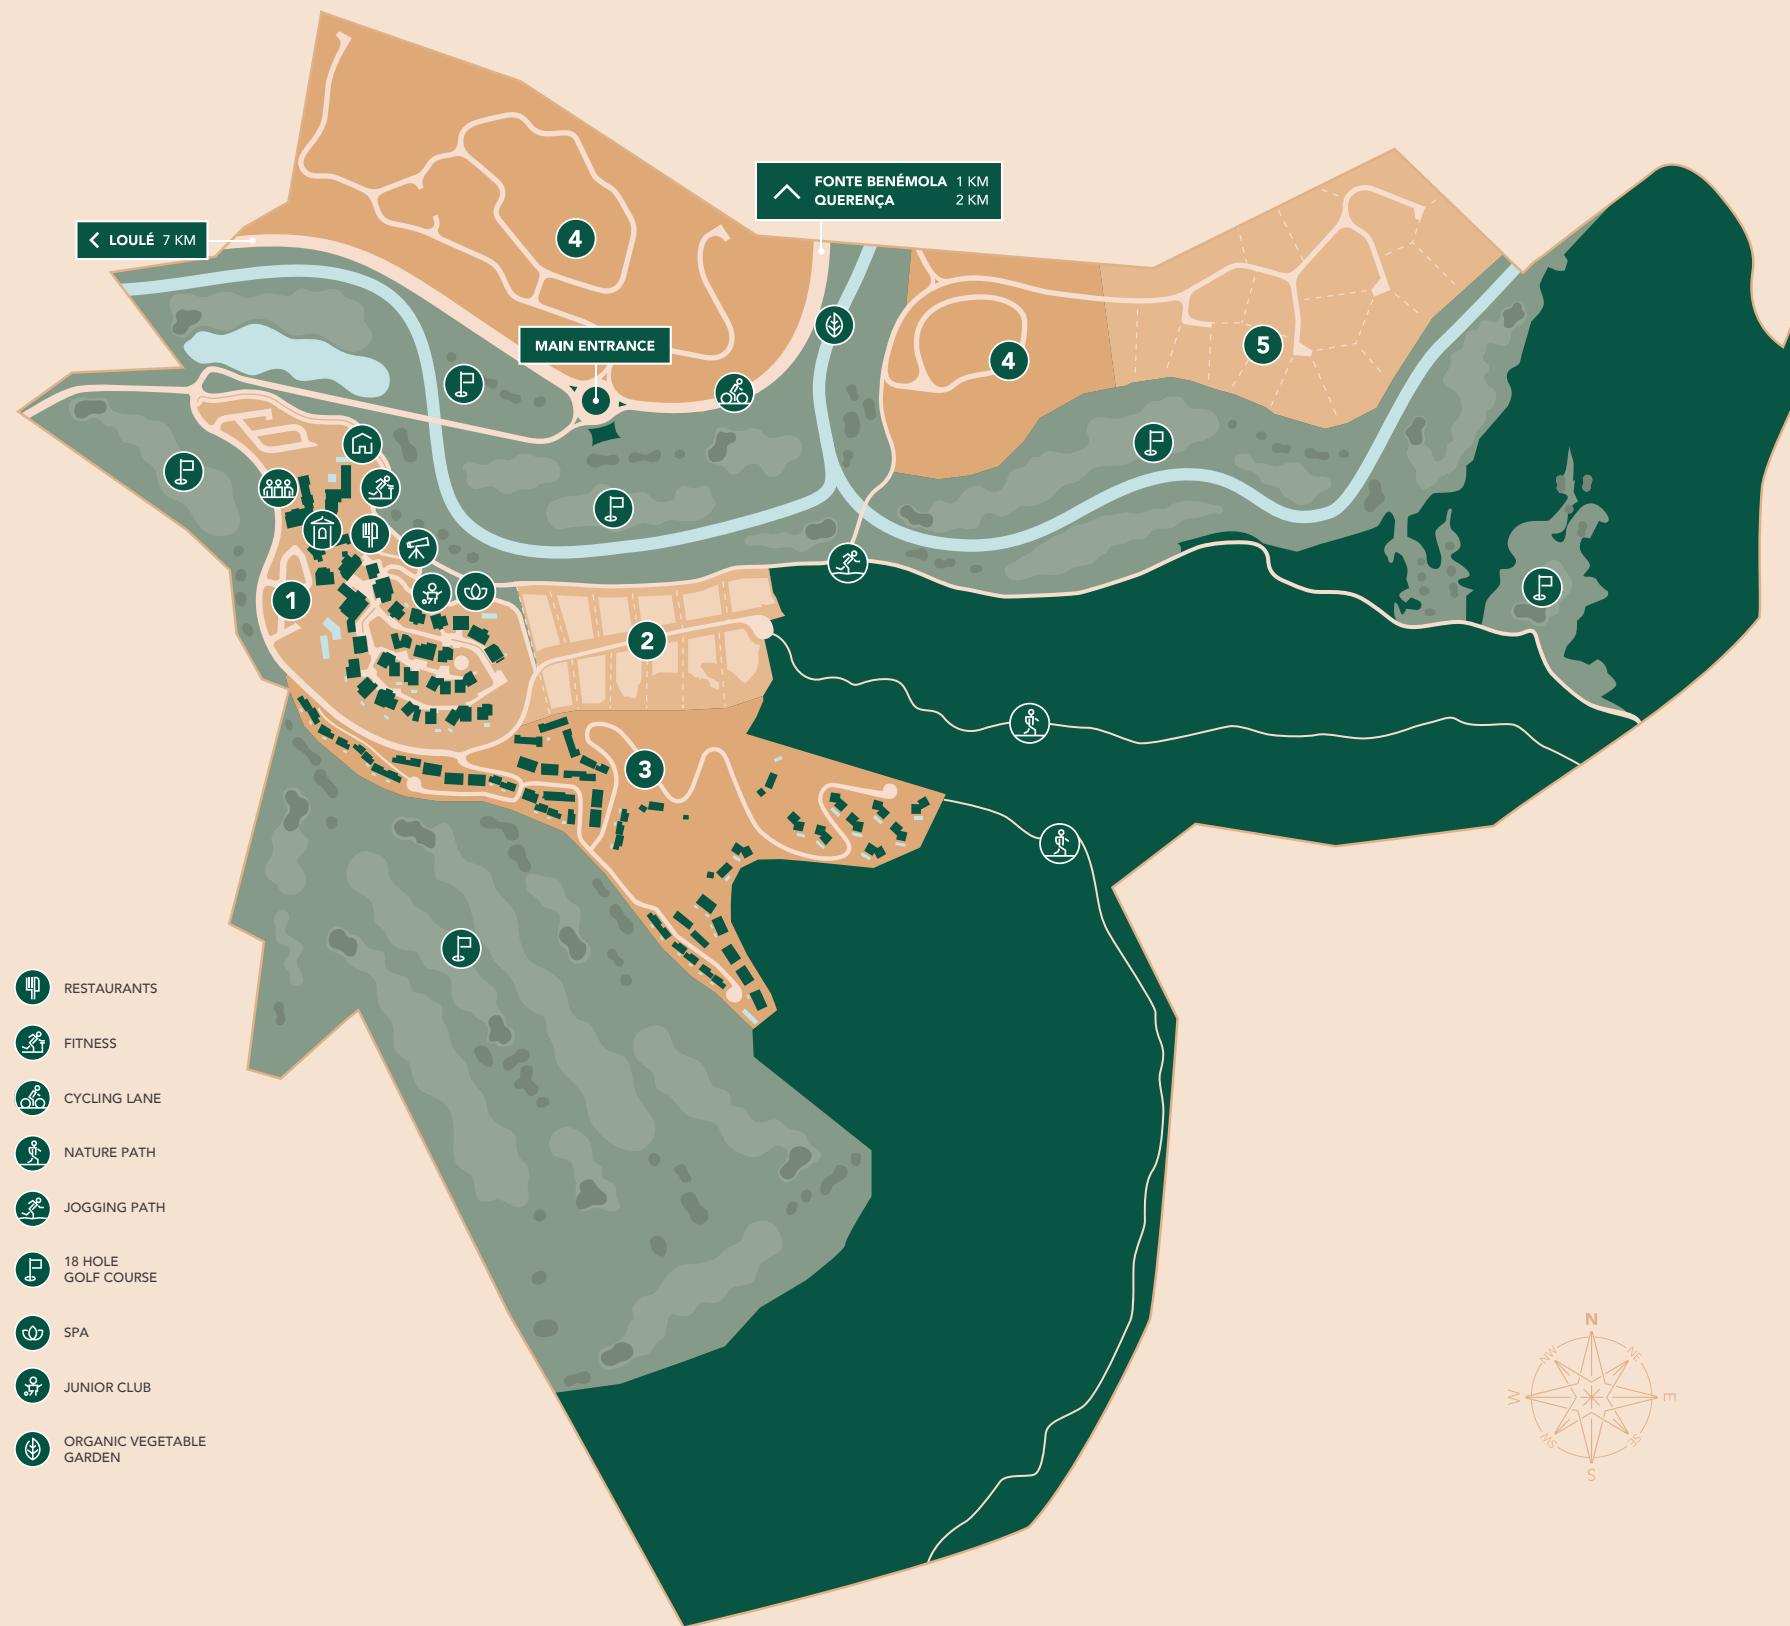 FONTE BENÉMOLA 1 KM
QUERENÇA 2 KM
LOULÉ 7 KM
4
MAIN ENTRANCE
4
5
1
2
3
RESTAURANTS
FITNESS
CYCLING LANE
NATURE PATH
JOGGING PATH
18 HOLE
GOLF COURSE
SPA
JUNIOR CLUB
ORGANIC VEGETABLE
GARDEN
N
NW
NE
W
E
SW
SE
S